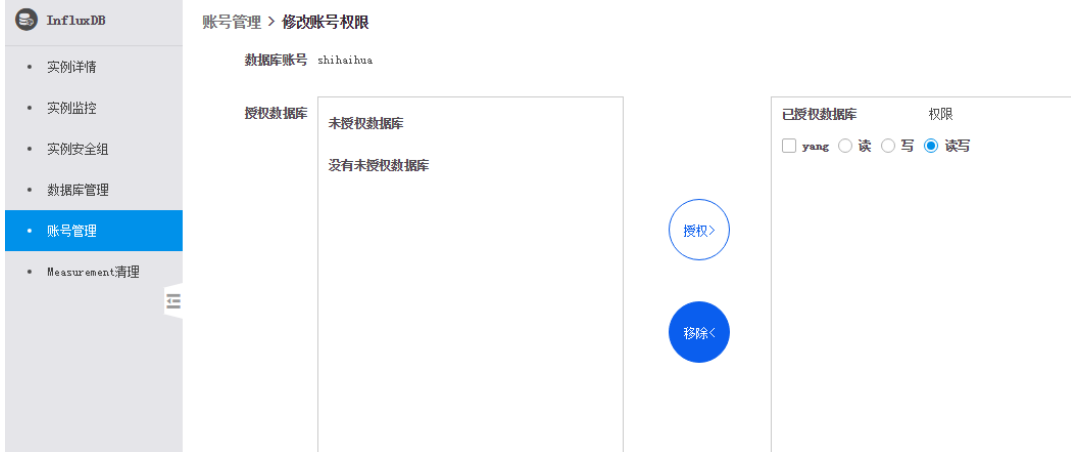 InfluxDB
实例详情
实例监控
实例安全组
数据库管理
账号管理
Measurement清理
账号管理 > 修改账号权限
数据库账号 shihaihua
授权数据库
未授权数据库
没有未授权数据库
授权>
移除<
已授权数据库 权限
yang 读 写 读写